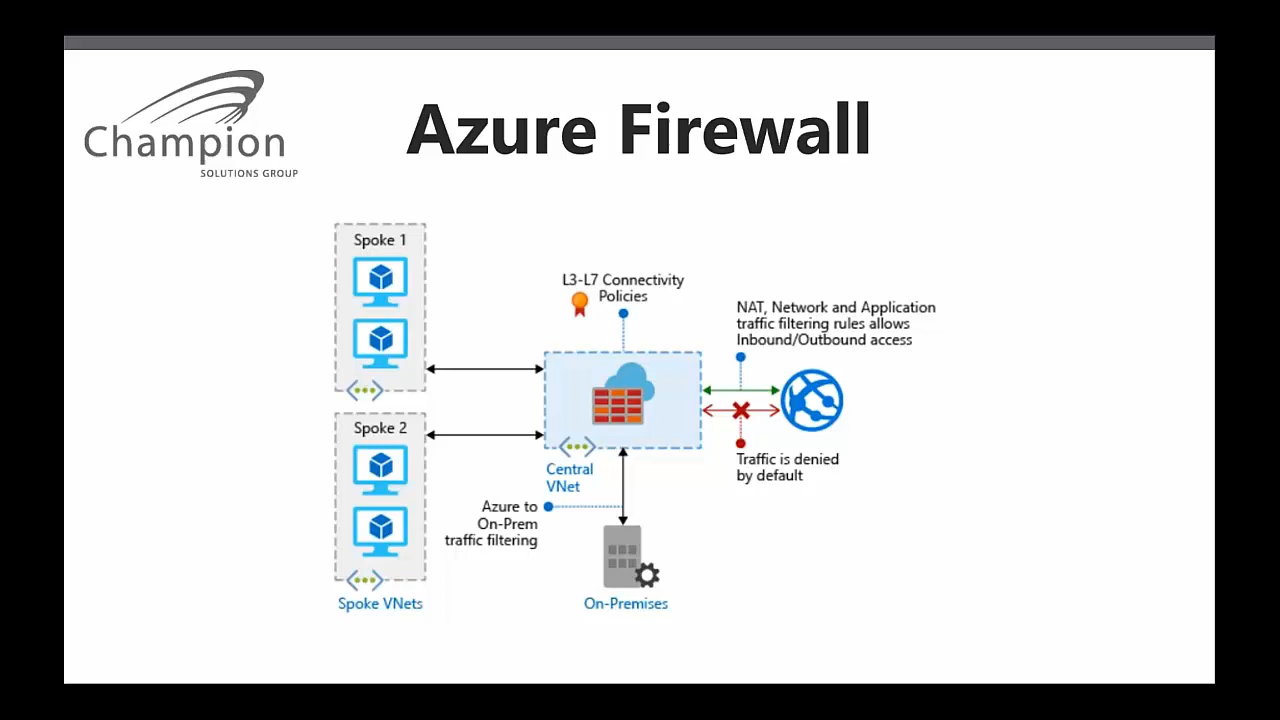 Champion
SOLUTIONS GROUP
Azure Firewall
Spoke 1
L3-L7 Connectivity
Policies
NAT, Network and Application
traffic filtering rules allows
Inbound/Outbound access
Spoke 2
Central
VNet
Traffic is denied
by default
Azure to
On-Prem
traffic filtering
Spoke VNets
On-Premises